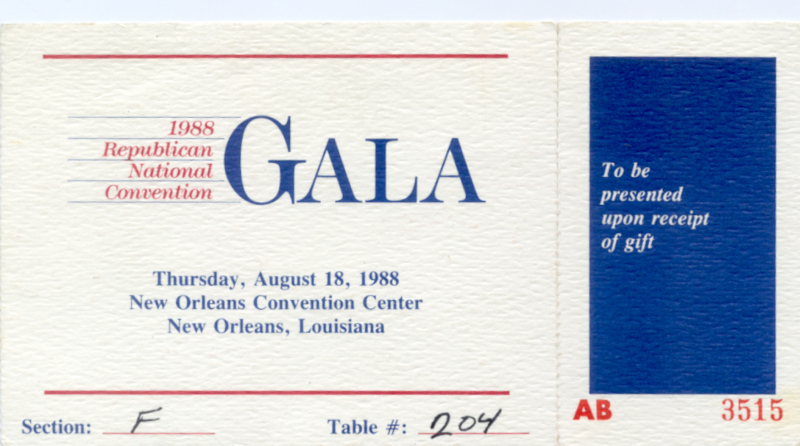 1988
Republican
National
Convention
GALA
Thursday, August 18, 1988
New Orleans Convention Center
New Orleans, Louisiana
Section: F
Table #: 204
To be
presented
upon receipt
of gift
AB 3515